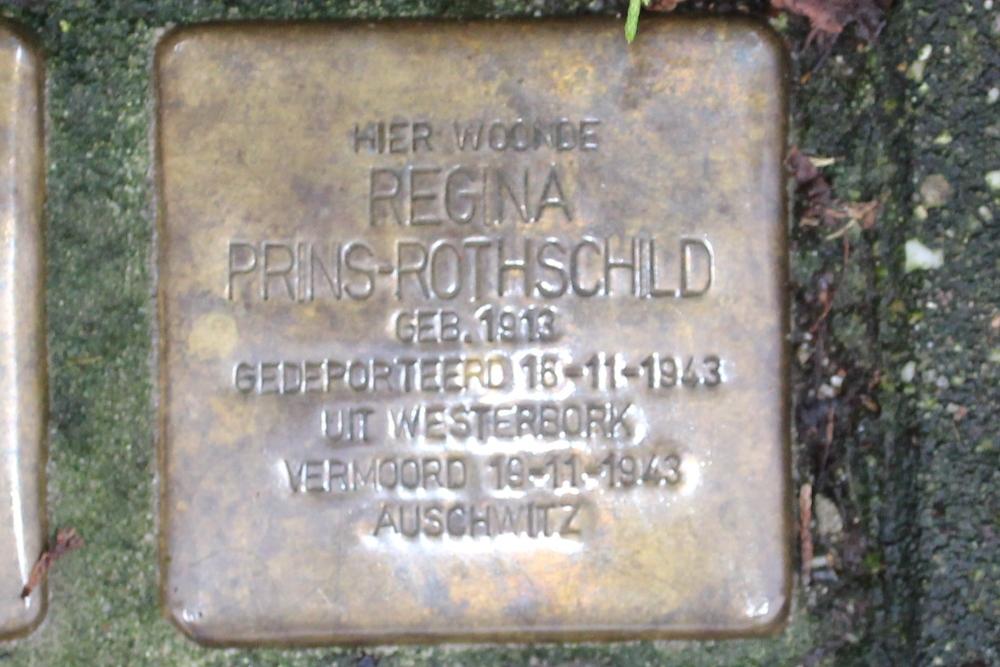 HIER WOONDE
REGINA
PRINS-ROTHSCHILD
GEB. 1913
GEDEPORTEERD 16-11-1943
UIT WESTERBORK
VERMOORD 19-11-1943
AUSCHWITZ